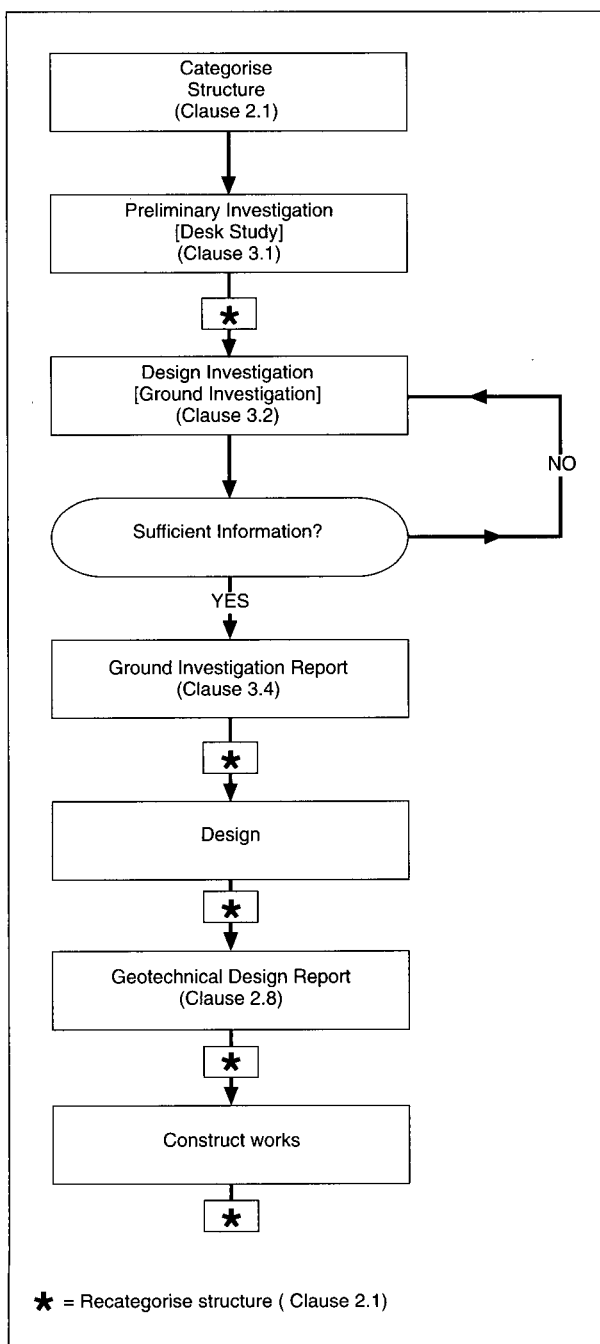 Categorise
Structure
(Clause 2.1)
Preliminary Investigation
[Desk Study]
(Clause 3.1)
*
Design Investigation
[Ground Investigation]
(Clause 3.2)
NO
Sufficient Information?
YES
Ground Investigation Report
(Clause 3.4)
*
Design
*
Geotechnical Design Report
(Clause 2.8)
*
Construct works
*
* = Recategorise structure ( Clause 2.1)